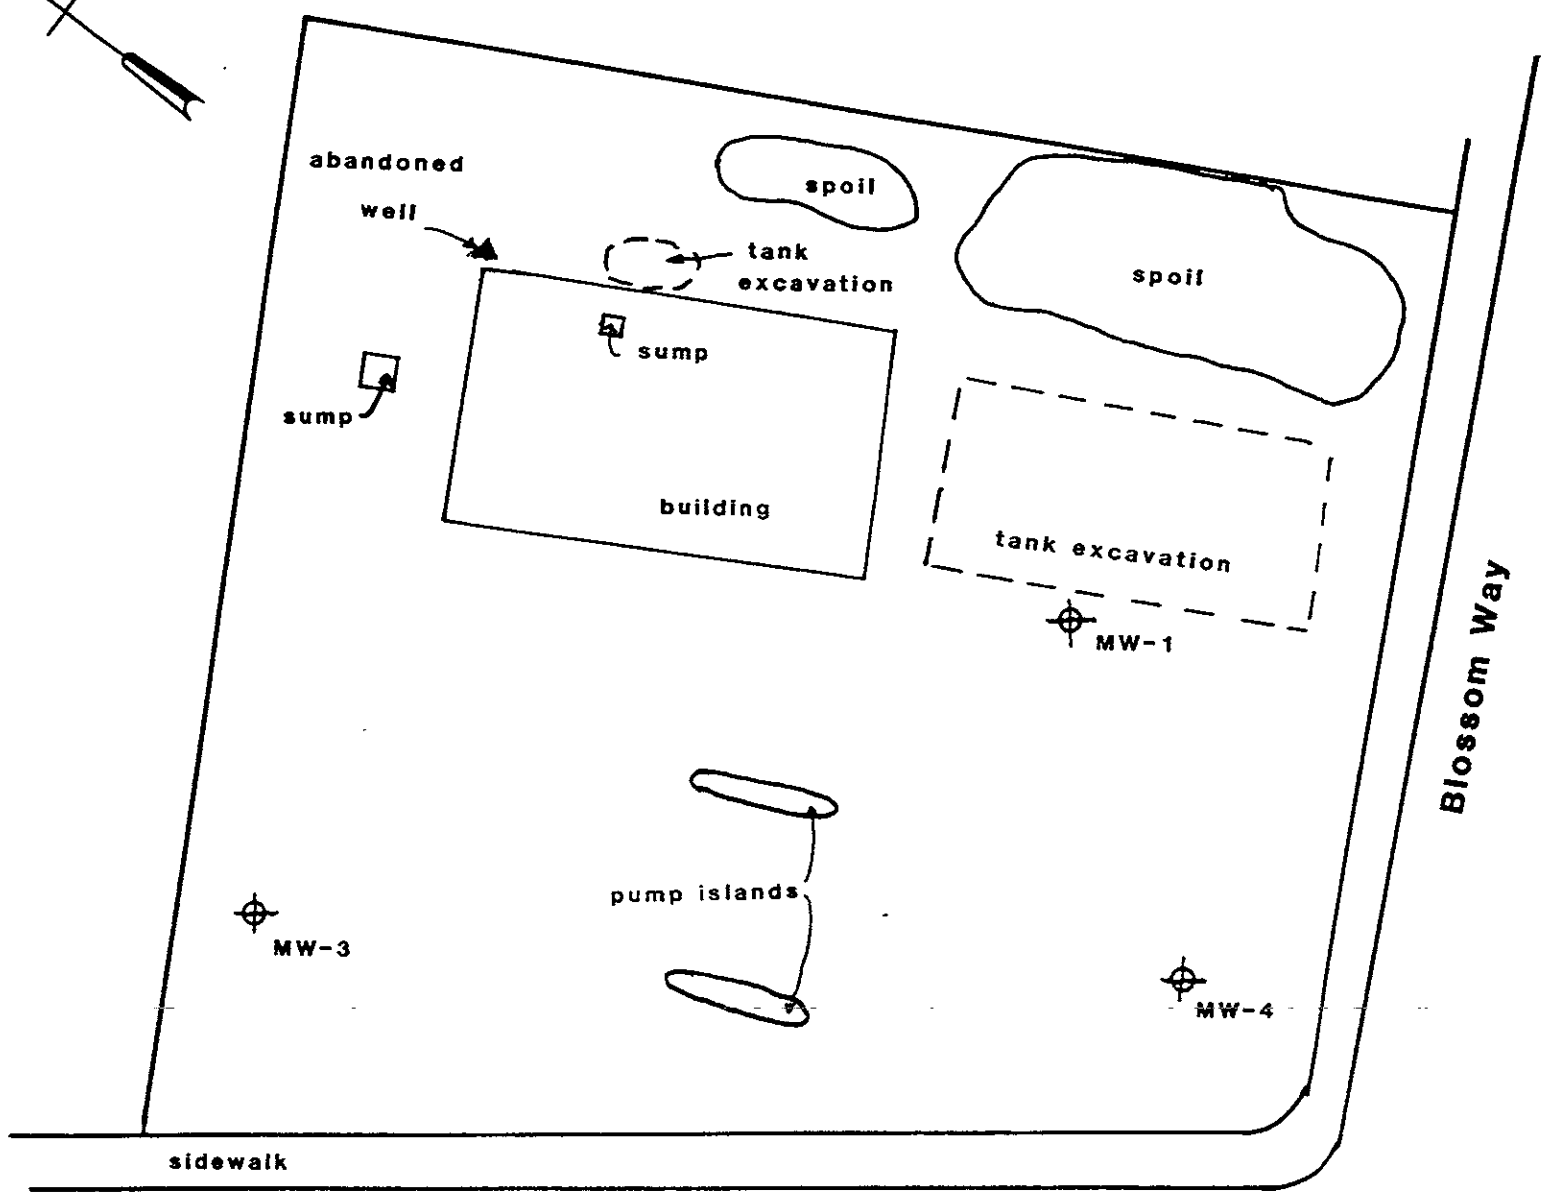 abandoned
well
spoil
tank
excavation
spoil
sump
sump
building
tank excavation
MW-1
Blossom Way
pump islands
MW-3
MW-4
sidewalk